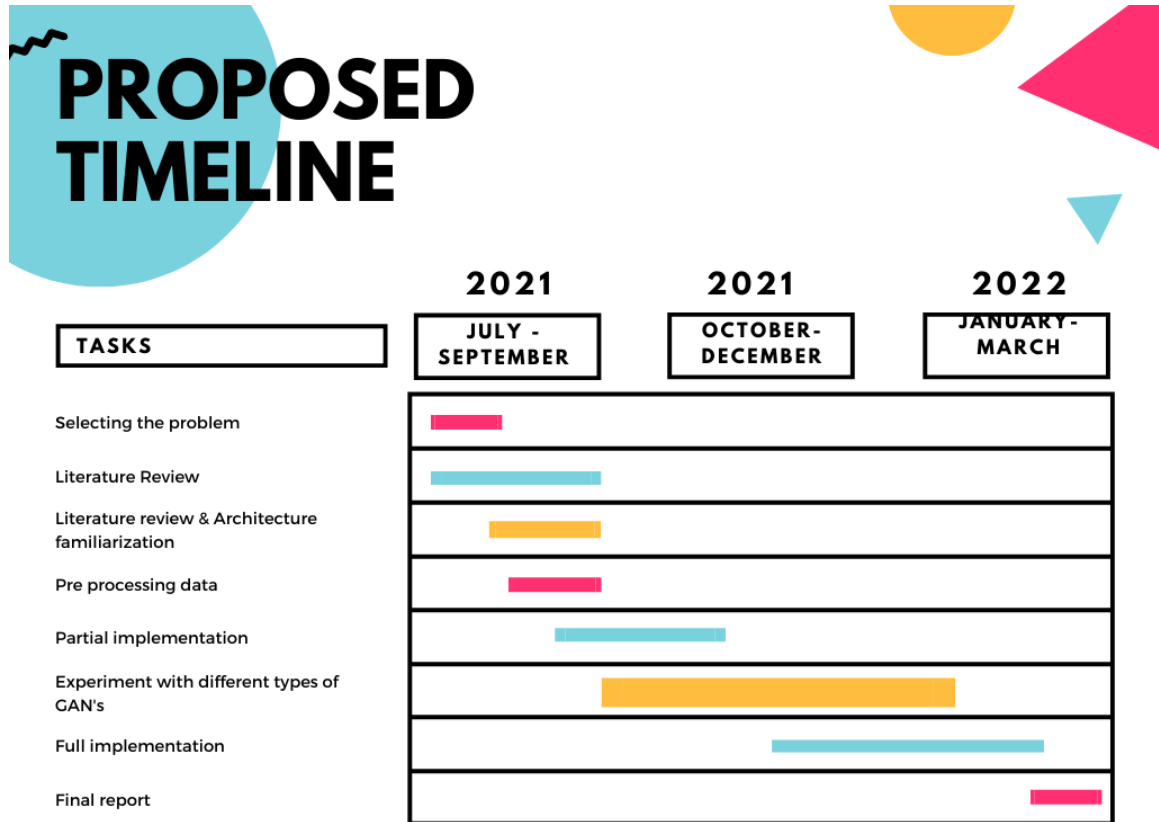 PROPOSED
TIMELINE
2021
2021
2022
TASKS
JULY -
SEPTEMBER
OCTOBER-
DECEMBER
JANUARY-
MARCH
Selecting the problem
Literature Review
Literature review & Architecture
familiarization
Pre processing data
Partial implementation
Experiment with different types of
GAN's
Full implementation
Final report